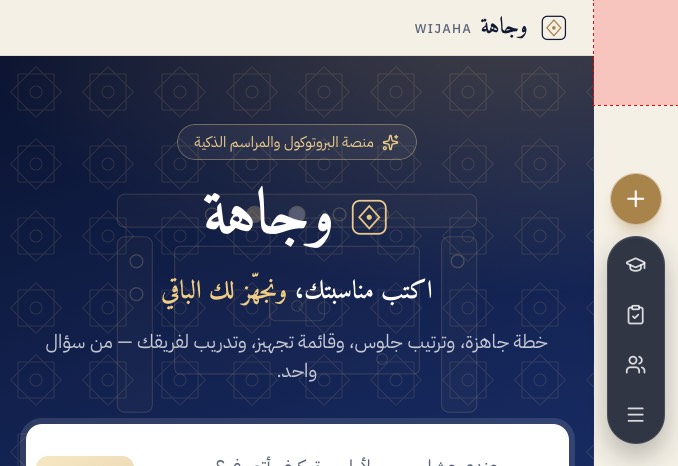 وجاهة WIJAHA
منصة البروتوكول والمراسم الذكية
وجاهة
اكتب مناسبتك، ونجهّز لك الباقي
خطة جاهزة، وترتيب جلوس، وقائمة تجهيز، وتدريب لفريقك — من سؤال
واحد.